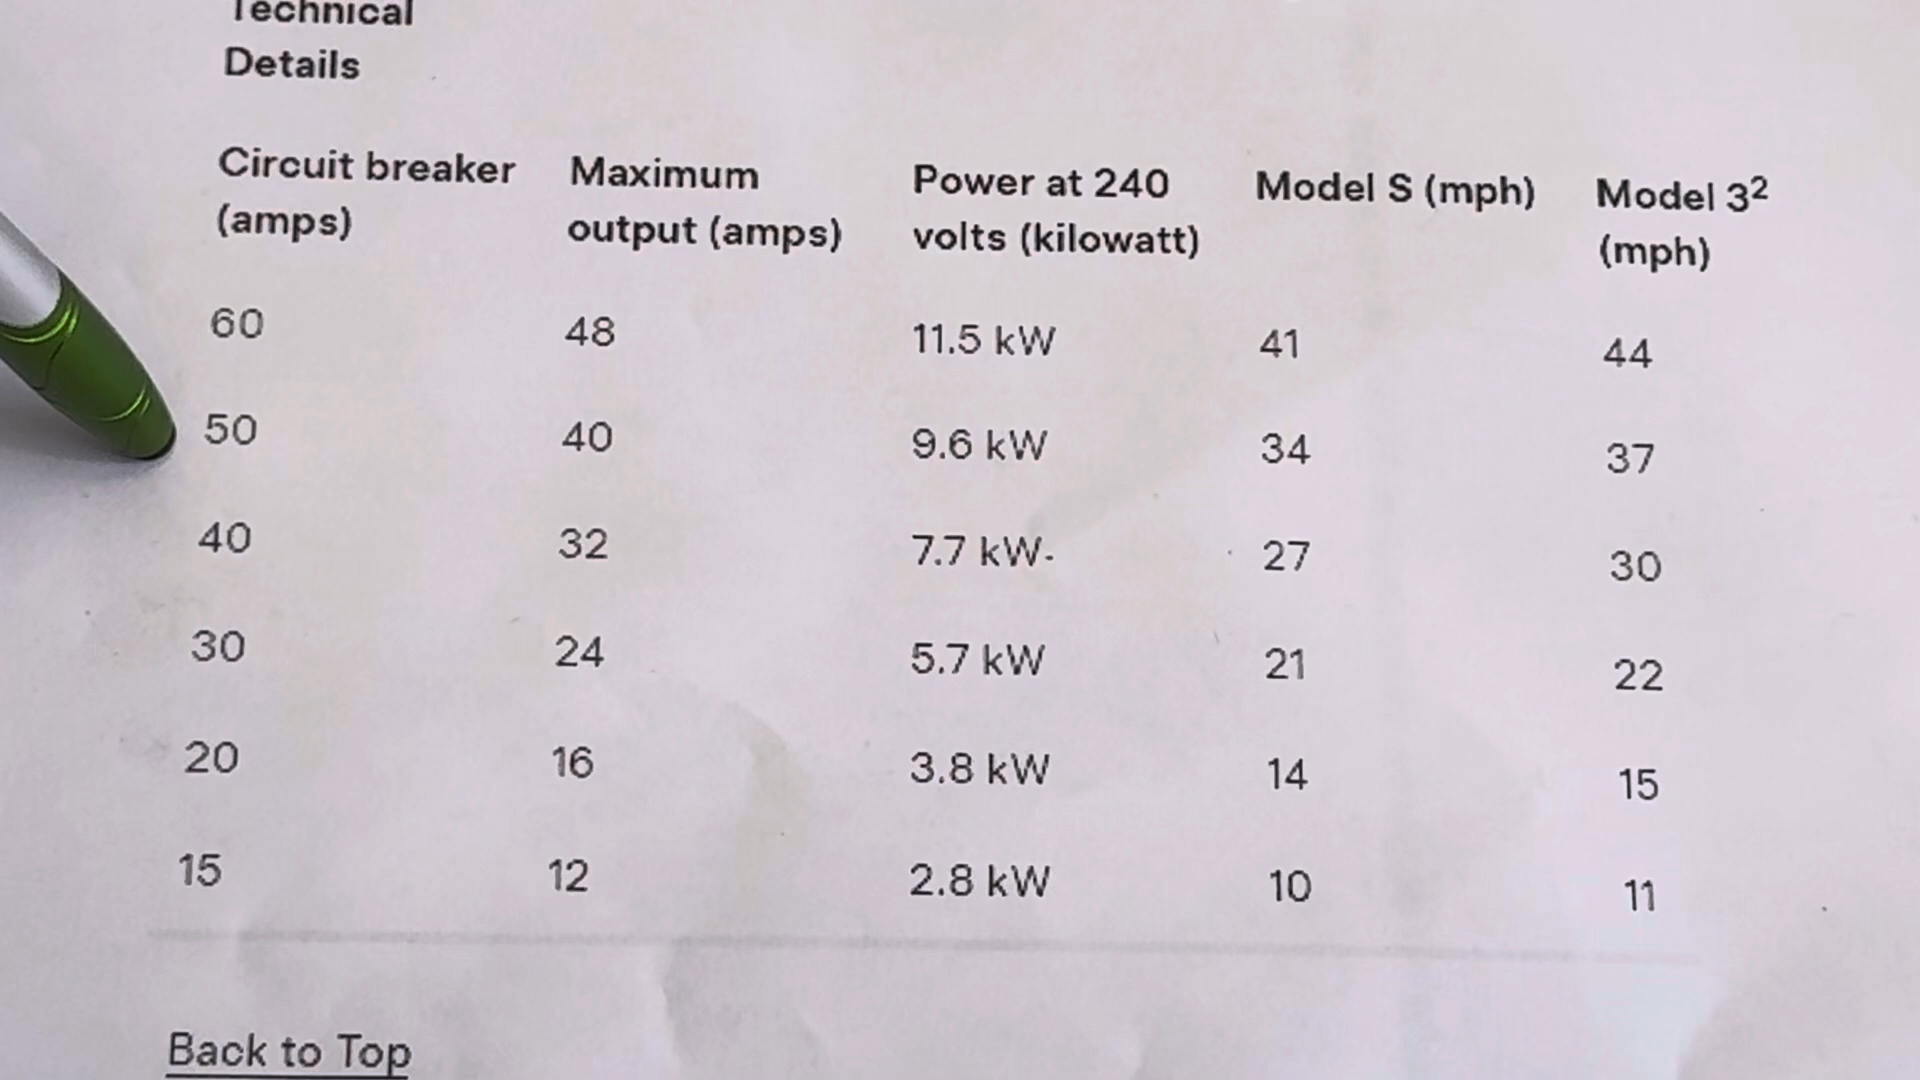 Technical
Details
Circuit breaker (amps) Maximum output (amps) Power at 240 volts (kilowatt) Model S (mph) Model 3² (mph)
60 48 11.5 kW 41 44
50 40 9.6 kW 34 37
40 32 7.7 kW 27 30
30 24 5.7 kW 21 22
20 16 3.8 kW 14 15
15 12 2.8 kW 10 11
Back to Top